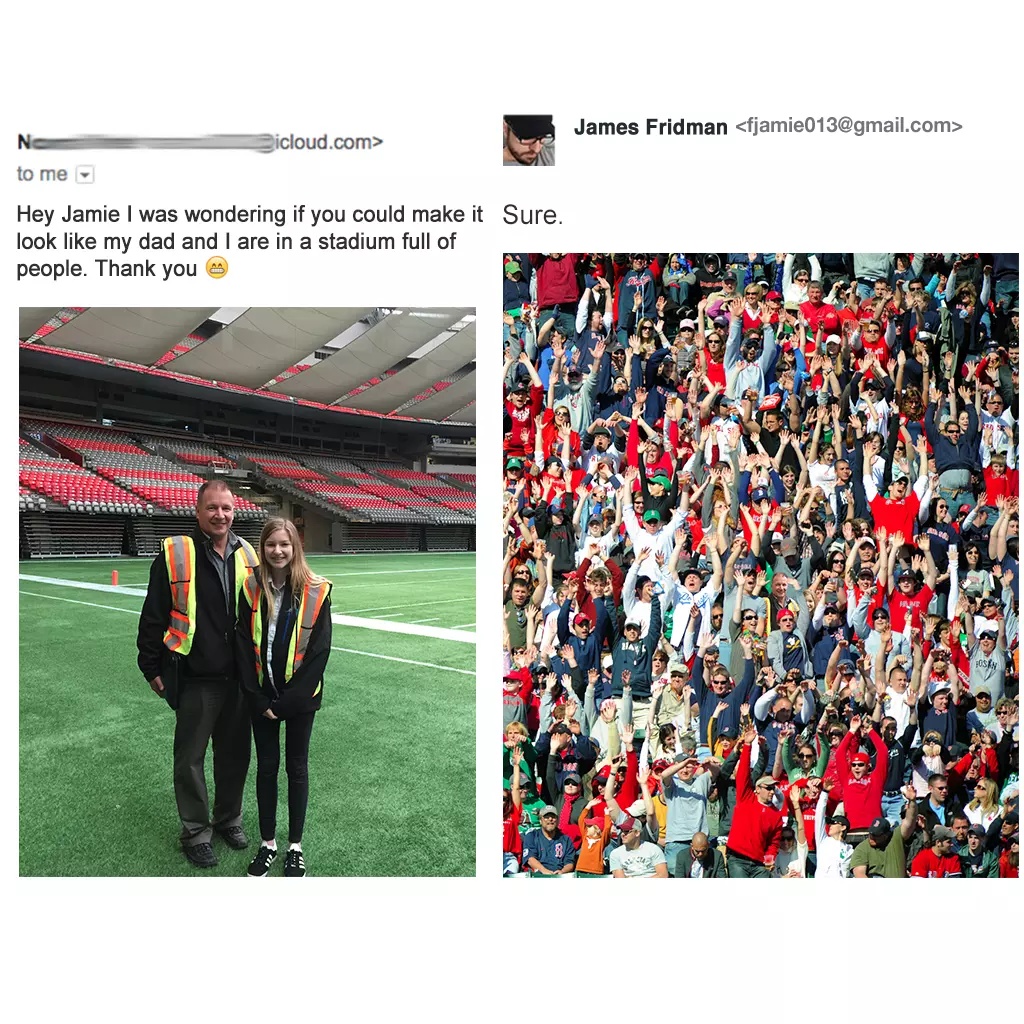 N
icloud.com>
to me
Hey Jamie I was wondering if you could make it
look like my dad and I are in a stadium full of
people. Thank you 😁
James Fridman <fjamie013@gmail.com>
Sure.